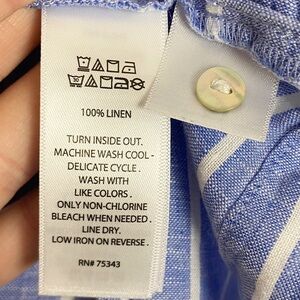 30
100% LINEN
TURN INSIDE OUT.
MACHINE WASH COOL -
DELICATE CYCLE .
WASH WITH
LIKE COLORS .
ONLY NON-CHLORINE
BLEACH WHEN NEEDED .
LINE DRY.
LOW IRON ON REVERSE .
RN# 75343